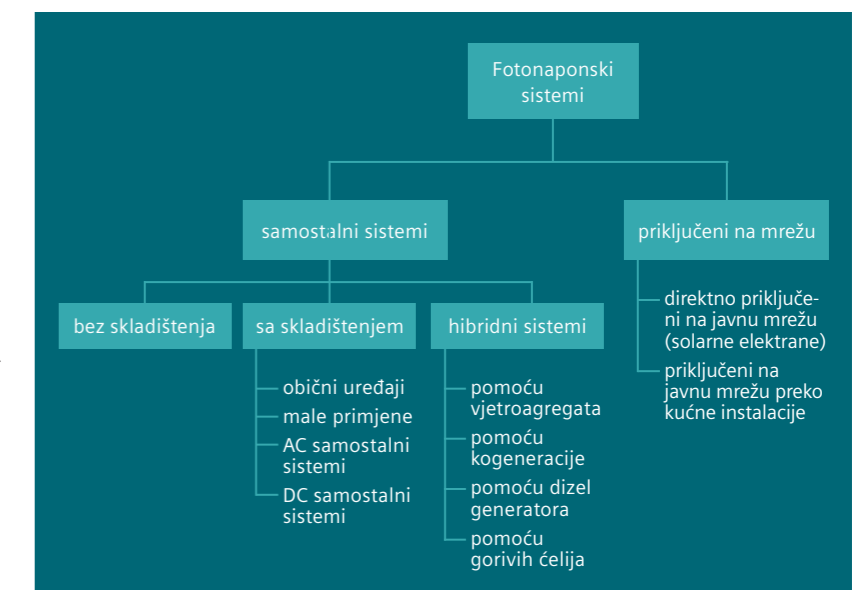 Fotonaponski
sistemi
samostalni sistemi
priključeni na mrežu
bez skladištenja
sa skladištenjem
hibridni sistemi
obični uređaji
male primjene
AC samostalni
sistemi
DC samostalni
sistemi
pomoću
vjetroagregata
pomoću
kogeneracije
pomoću dizel
generatora
pomoću
gorivih ćelija
direktno priključe-
ni na javnu mrežu
(solarne elektrane)
priključeni na
javnu mrežu preko
kućne instalacije